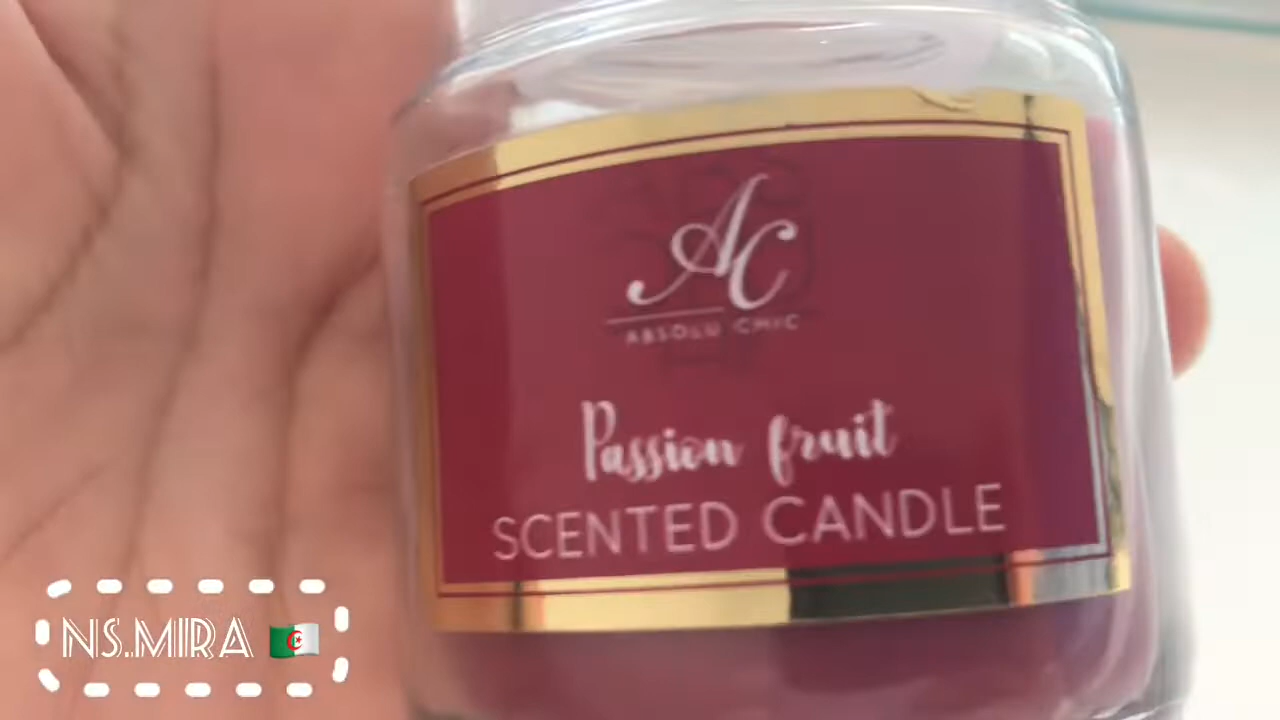 AC
ABSOLU CHIC
Passion fruit
SCENTED CANDLE
NS.MIRA 🇩🇿